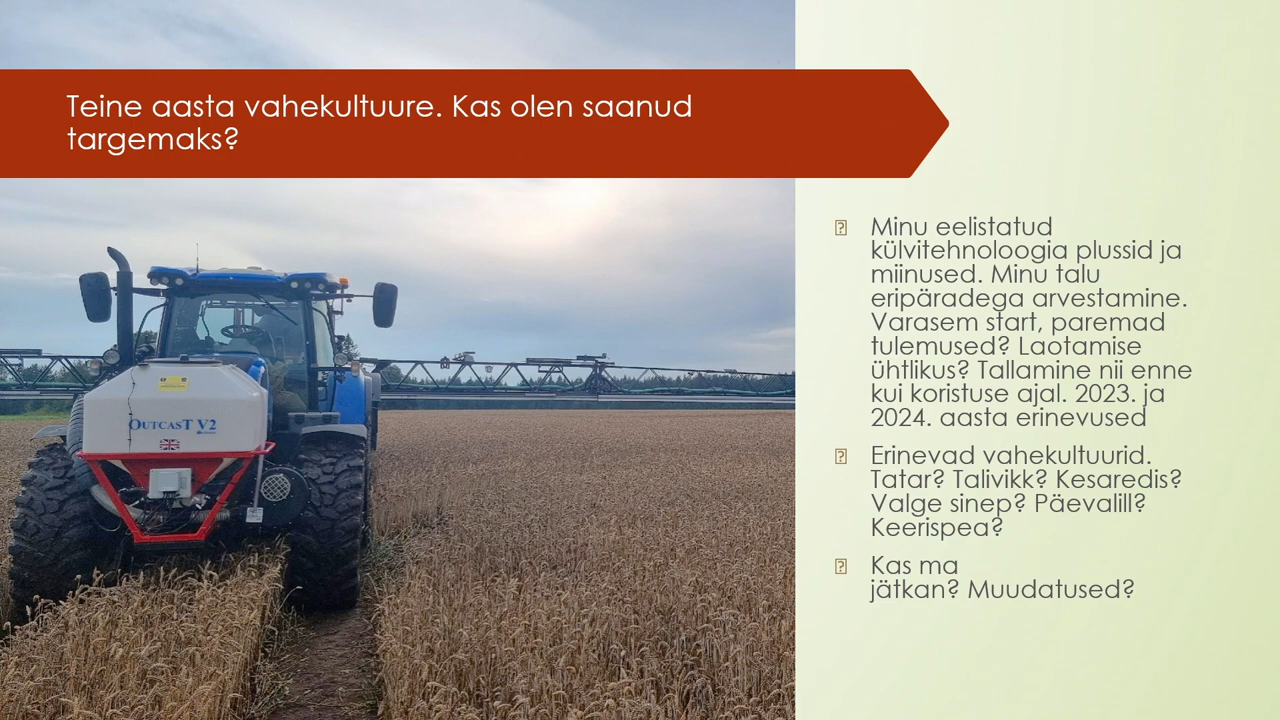 Teine aasta vahekultuure. Kas olen saanud
targemaks?
OUTCAST V2
Minu eelistatud
külvitehnoloogia plussid ja
miinused. Minu talu
eripäradega arvestamine.
Varasem start, paremad
tulemused? Laotamise
ühtlikus? Tallamine nii enne
kui koristuse ajal. 2023. ja
2024. aasta erinevused
Erinevad vahekultuurid.
Tatar? Talivikk? Kesaredis?
Valge sinep? Päevalill?
Keerispea?
Kas ma
jätkan? Muudatused?